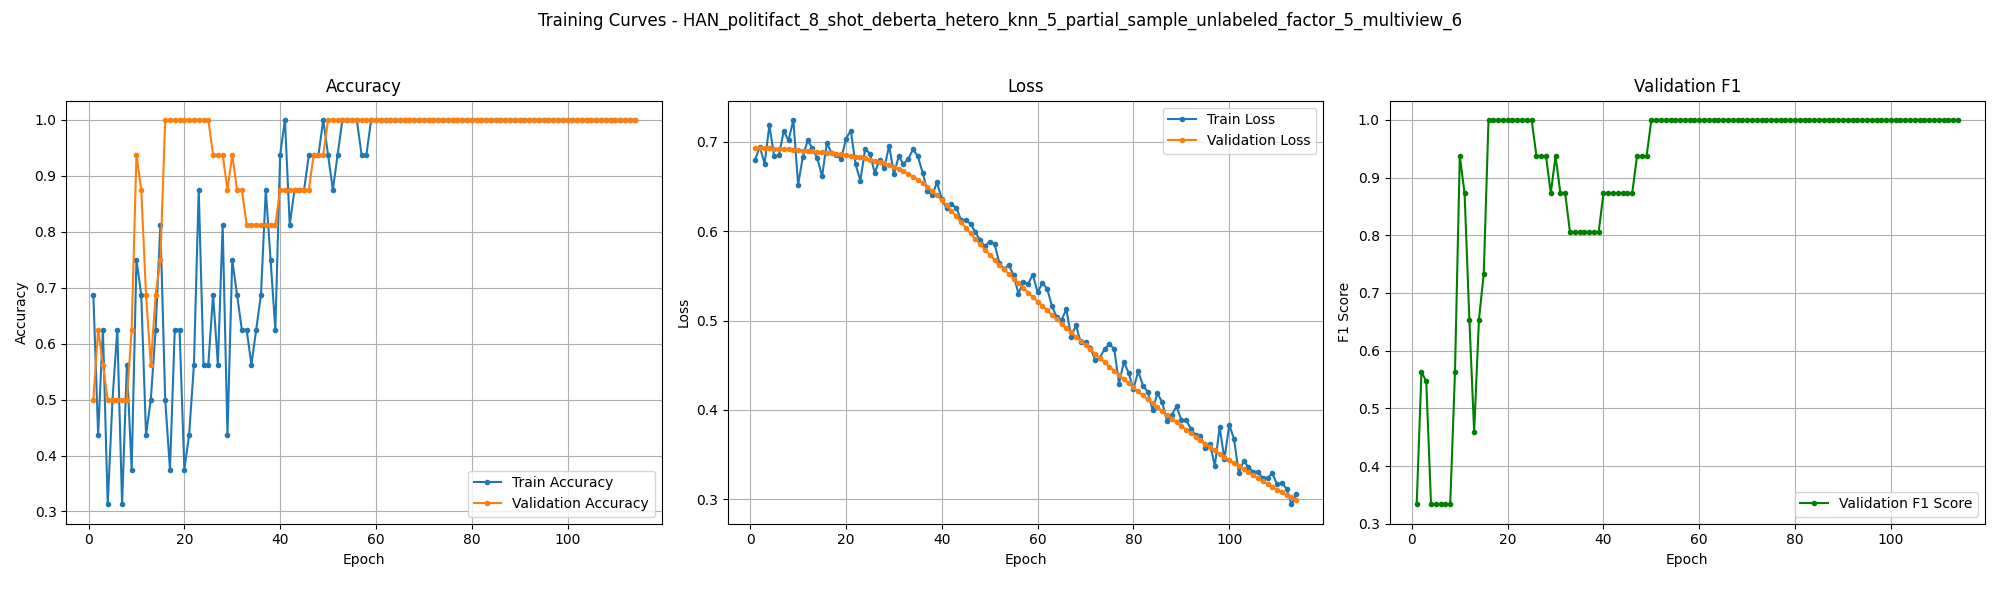 Training Curves - HAN_politifact_8_shot_deberta_hetero_knn_5_partial_sample_unlabeled_factor_5_multiview_6
Accuracy
1.0
0.9
0.8
0.7
0.6
0.5
0.4
0.3
Accuracy
Train Accuracy
Validation Accuracy
0 20 40 60 80 100
Epoch
Loss
0.7
0.6
0.5
0.4
0.3
Loss
Train Loss
Validation Loss
0 20 40 60 80 100
Epoch
Validation F1
1.0
0.9
0.8
0.7
0.6
0.5
0.4
0.3
F1 Score
Validation F1 Score
0 20 40 60 80 100
Epoch